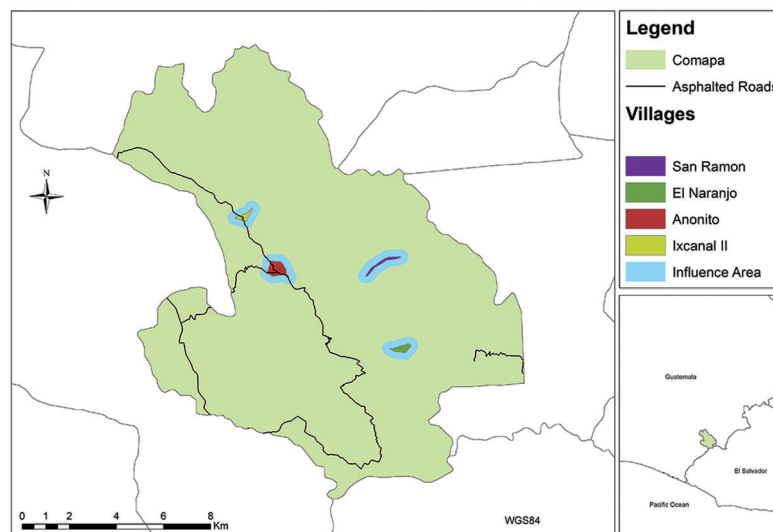 Legend
Comapa
Asphalted Roads
Villages
San Ramon
El Naranjo
Anonito
Ixcanal II
Influence Area
N
0 1 2 4 6 8
Km
WGS84
Guatemala
El Salvador
Pacific Ocean